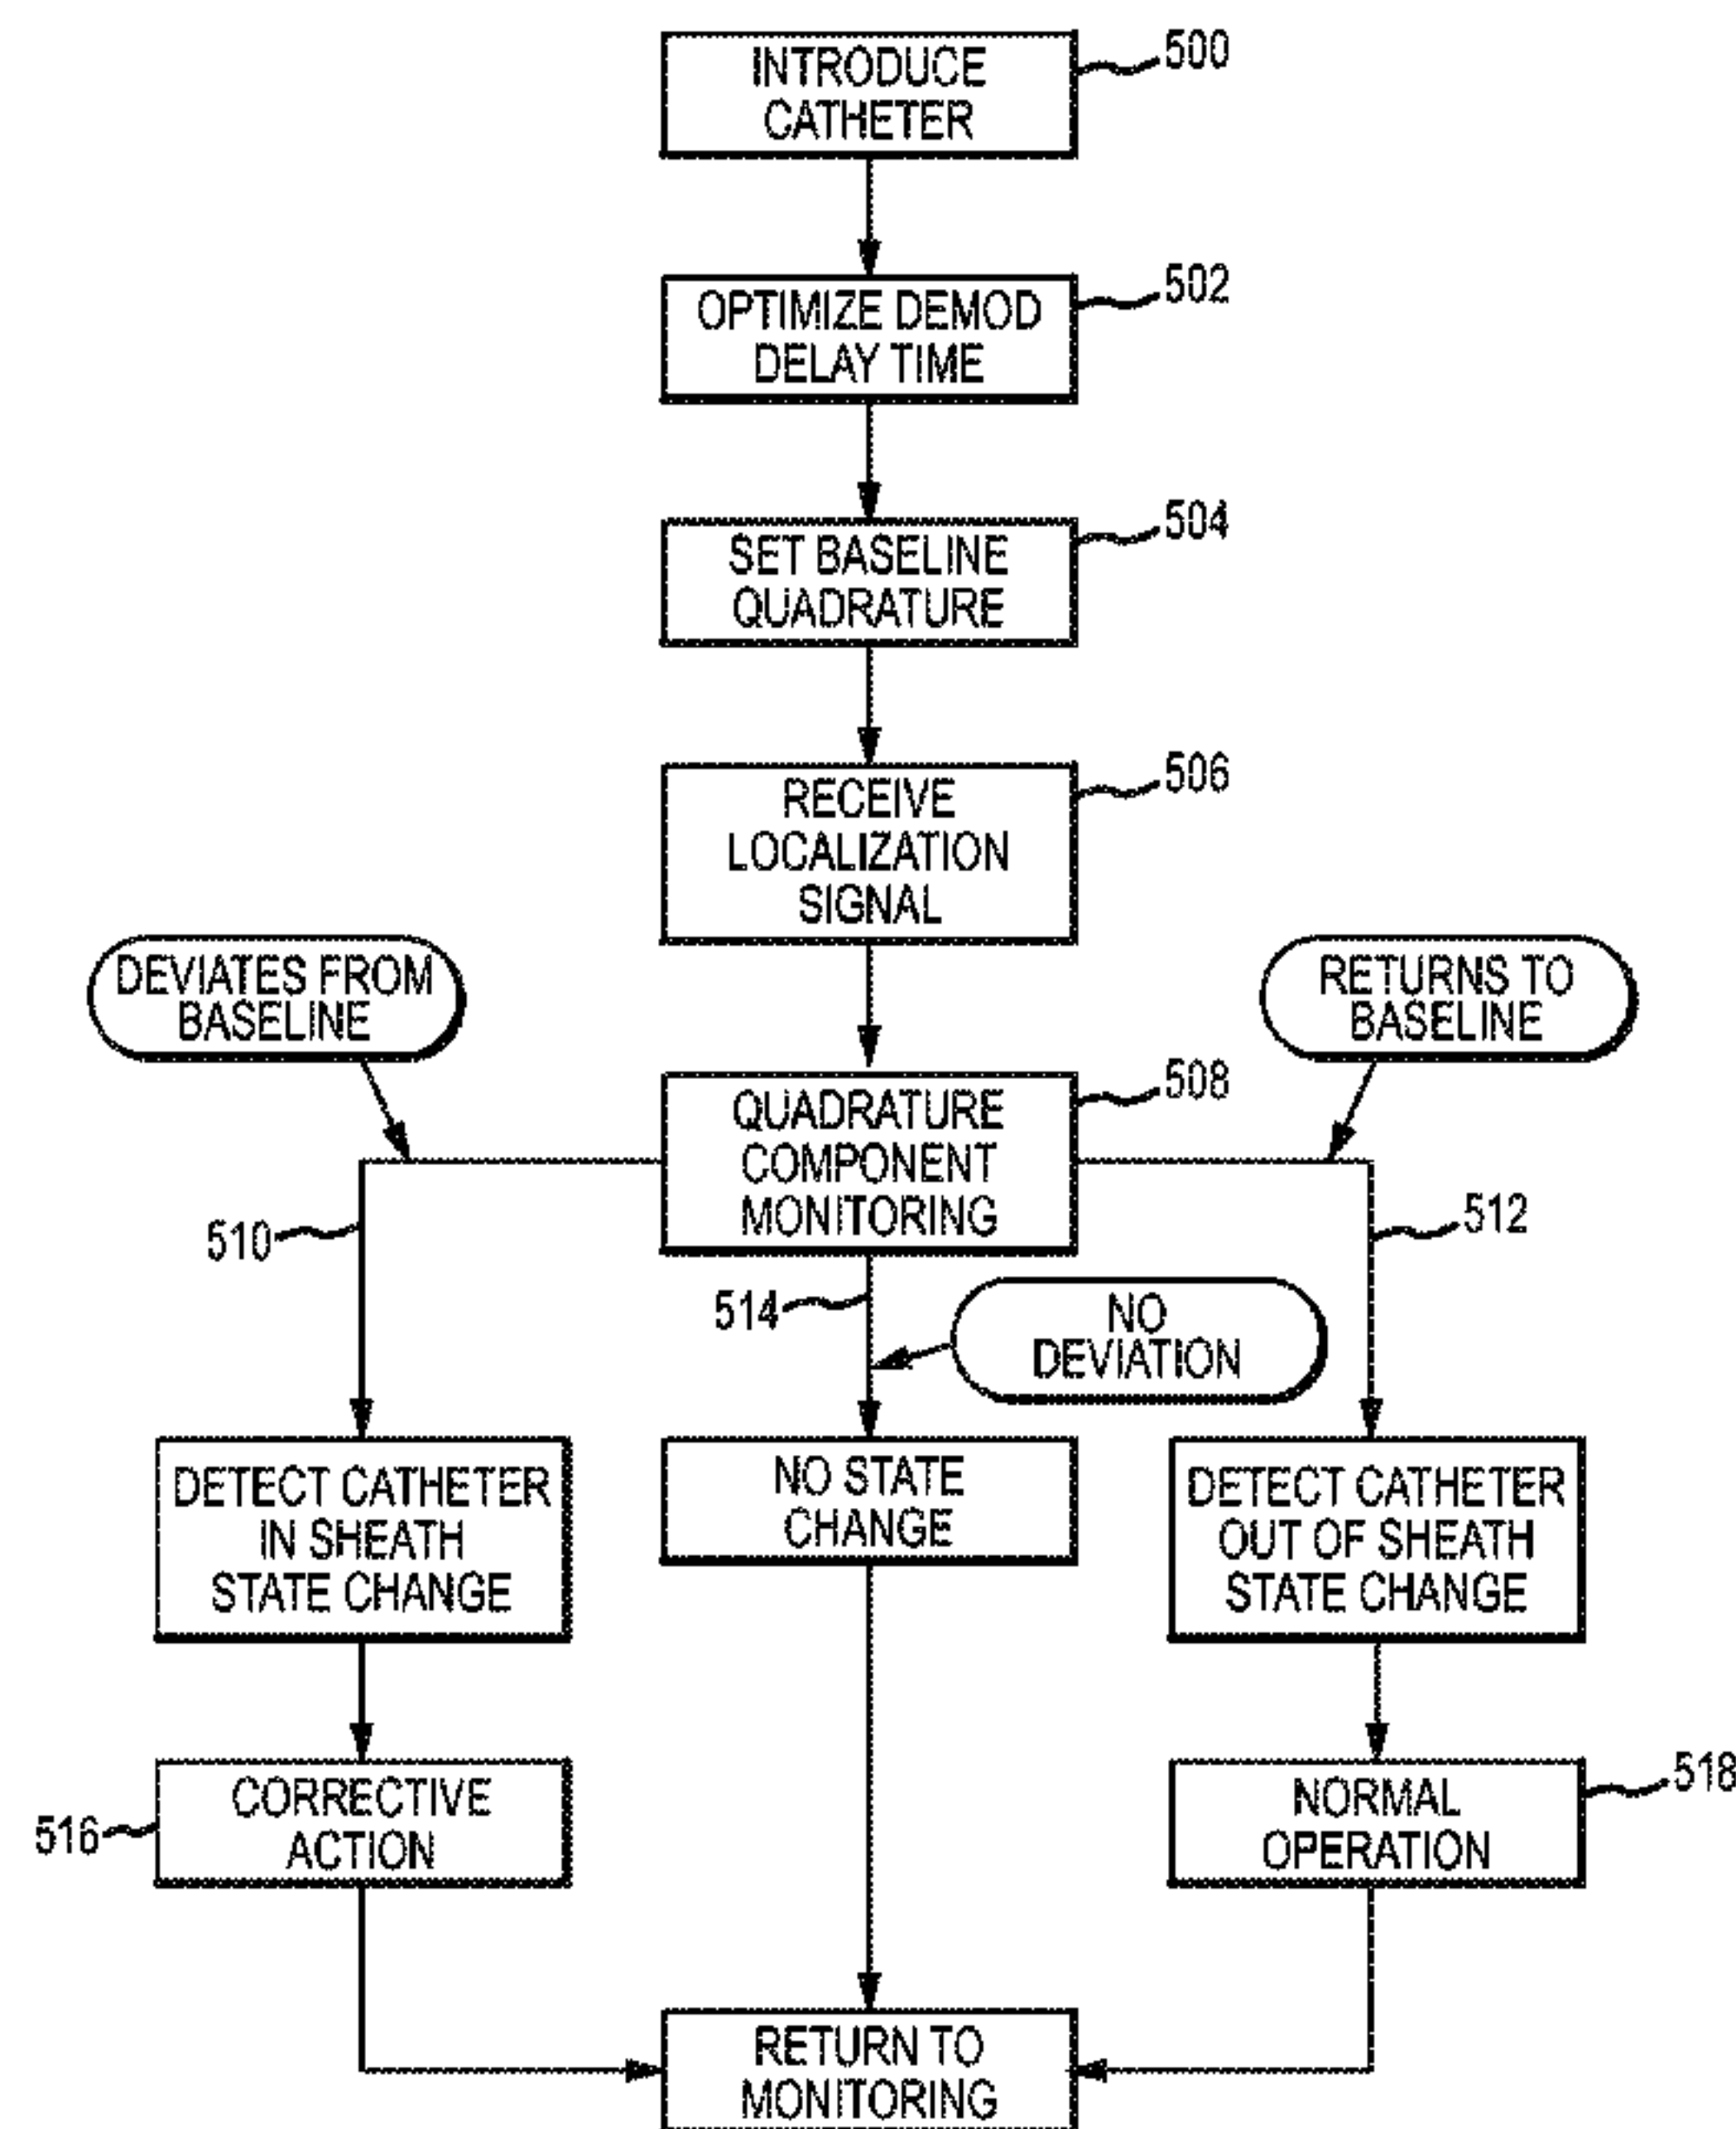 INTRODUCE
CATHETER
500
OPTIMIZE DEMOD
DELAY TIME
502
SET BASELINE
QUADRATURE
504
RECEIVE
LOCALIZATION
SIGNAL
506
DEVIATES FROM
BASELINE
RETURNS TO
BASELINE
QUADRATURE
COMPONENT
MONITORING
508
510
512
514
NO
DEVIATION
DETECT CATHETER
IN SHEATH
STATE CHANGE
NO STATE
CHANGE
DETECT CATHETER
OUT OF SHEATH
STATE CHANGE
516
CORRECTIVE
ACTION
NORMAL
OPERATION
518
RETURN TO
MONITORING